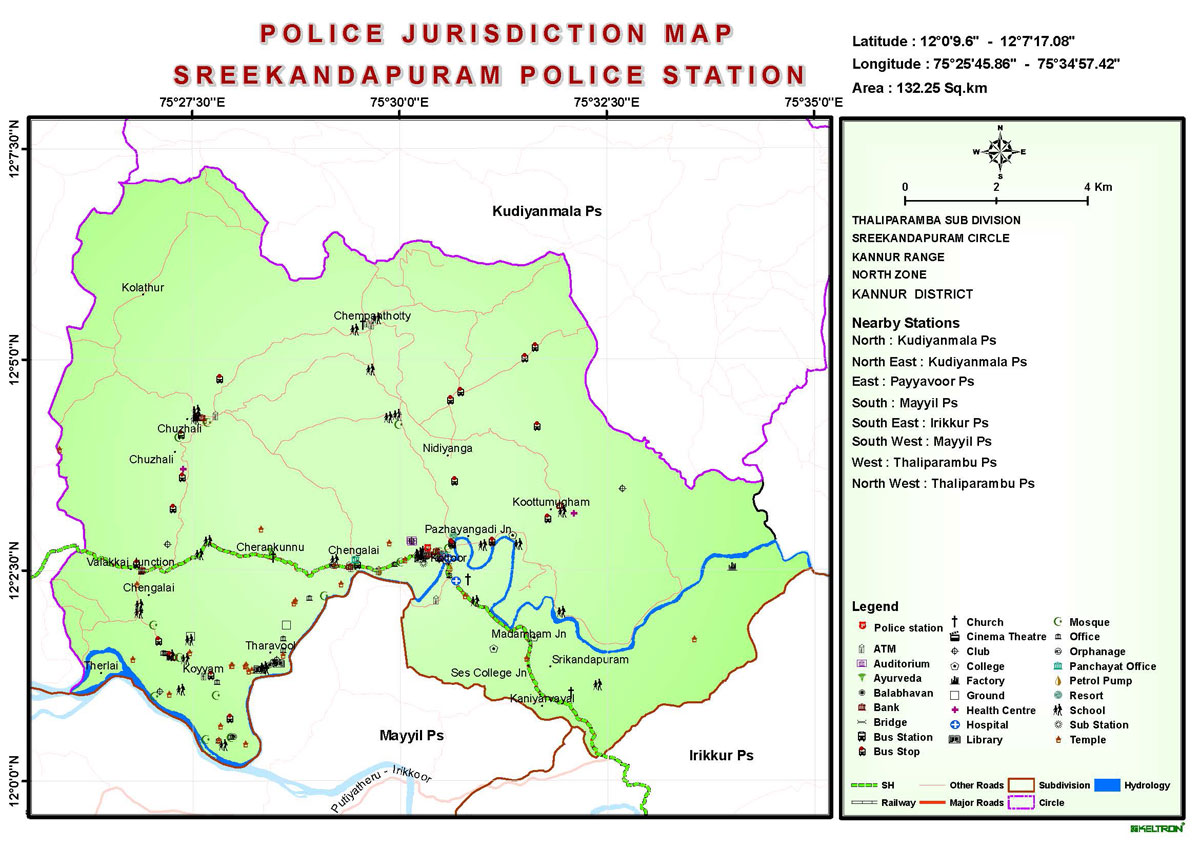 POLICE JURISDICTION MAP
SREEKANDAPURAM POLICE STATION
Latitude : 12°0'9.6" - 12°7'17.08"
Longitude : 75°25'45.86" - 75°34'57.42"
Area : 132.25 Sq.km
75°27'30"E
75°30'0"E
75°32'30"E
75°35'0"E
12°7'30"N
12°5'0"N
12°2'30"N
12°0'0"N
Kudiyanmala Ps
Kolathur
Chempanthotty
Chuzhali
Chuzhali
Nidiyanga
Koottumugham
Pazhayangadi Jn
Cherankunnu
Chengalai
Valakkai Junction
Chengalai
Madambam Jn
Tharavool
Srikandapuram
Therlai
Koyyam
Ses College Jn
Kaniyarvayal
Mayyil Ps
Irikkur Ps
Putiyatheru - Irikkoor
N
W
E
S
0
2
4 Km
THALIPARAMBA SUB DIVISION
SREEKANDAPURAM CIRCLE
KANNUR RANGE
NORTH ZONE
KANNUR DISTRICT
Nearby Stations
North : Kudiyanmala Ps
North East : Kudiyanmala Ps
East : Payyavoor Ps
South : Mayyil Ps
South East : Irikkur Ps
South West : Mayyil Ps
West : Thaliparambu Ps
North West : Thaliparambu Ps
Legend
Police station
ATM
Auditorium
Ayurveda
Balabhavan
Bank
Bridge
Bus Station
Bus Stop
Church
Cinema Theatre
Club
College
Factory
Ground
Health Centre
Hospital
Library
Mosque
Office
Orphanage
Panchayat Office
Petrol Pump
Resort
School
Sub Station
Temple
SH
Other Roads
Subdivision
Hydrology
Railway
Major Roads
Circle
KELTRON